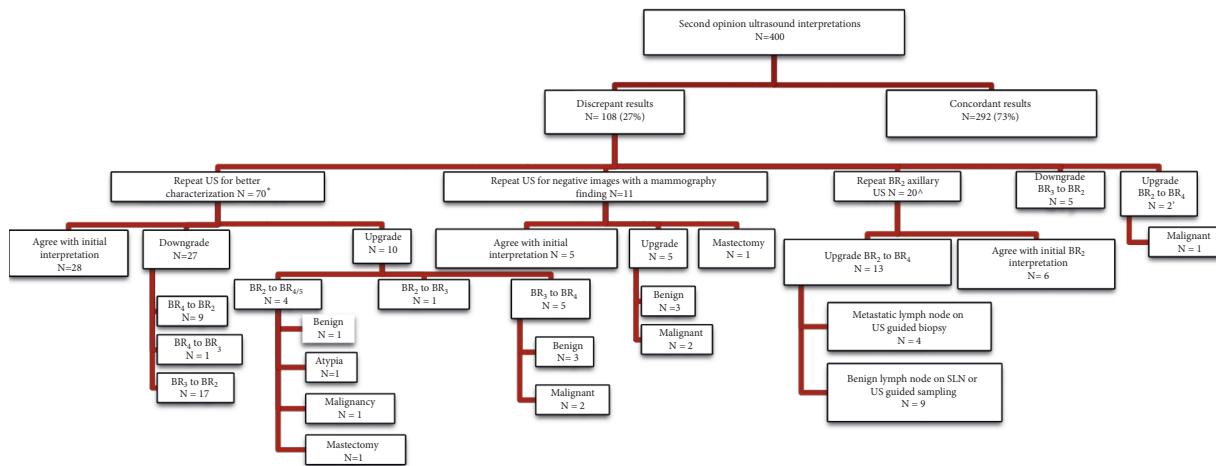 Second opinion ultrasound interpretations
N=400
Discrepant results
N= 108 (27%)
Concordant results
N=292 (73%)
Repeat US for better
characterization N = 70*
Repeat US for negative images with a mammography
finding N=11
Repeat BR2 axillary
US N = 20^
Downgrade
BR3 to BR2
N = 5
Upgrade
BR2 to BR4
N = 2'
Agree with initial
interpretation
N=28
Downgrade
N=27
Upgrade
N = 10
Agree with initial
interpretation N = 5
Upgrade
N = 5
Mastectomy
N = 1
Upgrade BR2 to BR4
N = 13
Agree with initial BR2
interpretation
N = 6
Malignant
N = 1
BR4 to BR2
N= 9
BR4 to BR3
N = 1
BR3 to BR2
N = 17
BR2 to BR4/5
N = 4
BR2 to BR3
N = 1
BR3 to BR4
N = 5
Benign
N =3
Malignant
N = 2
Benign
N = 1
Atypia
N=1
Malignancy
N = 1
Mastectomy
N=1
Benign
N = 3
Malignant
N = 2
Metastatic lymph node on
US guided biopsy
N = 4
Benign lymph node on SLN or
US guided sampling
N = 9